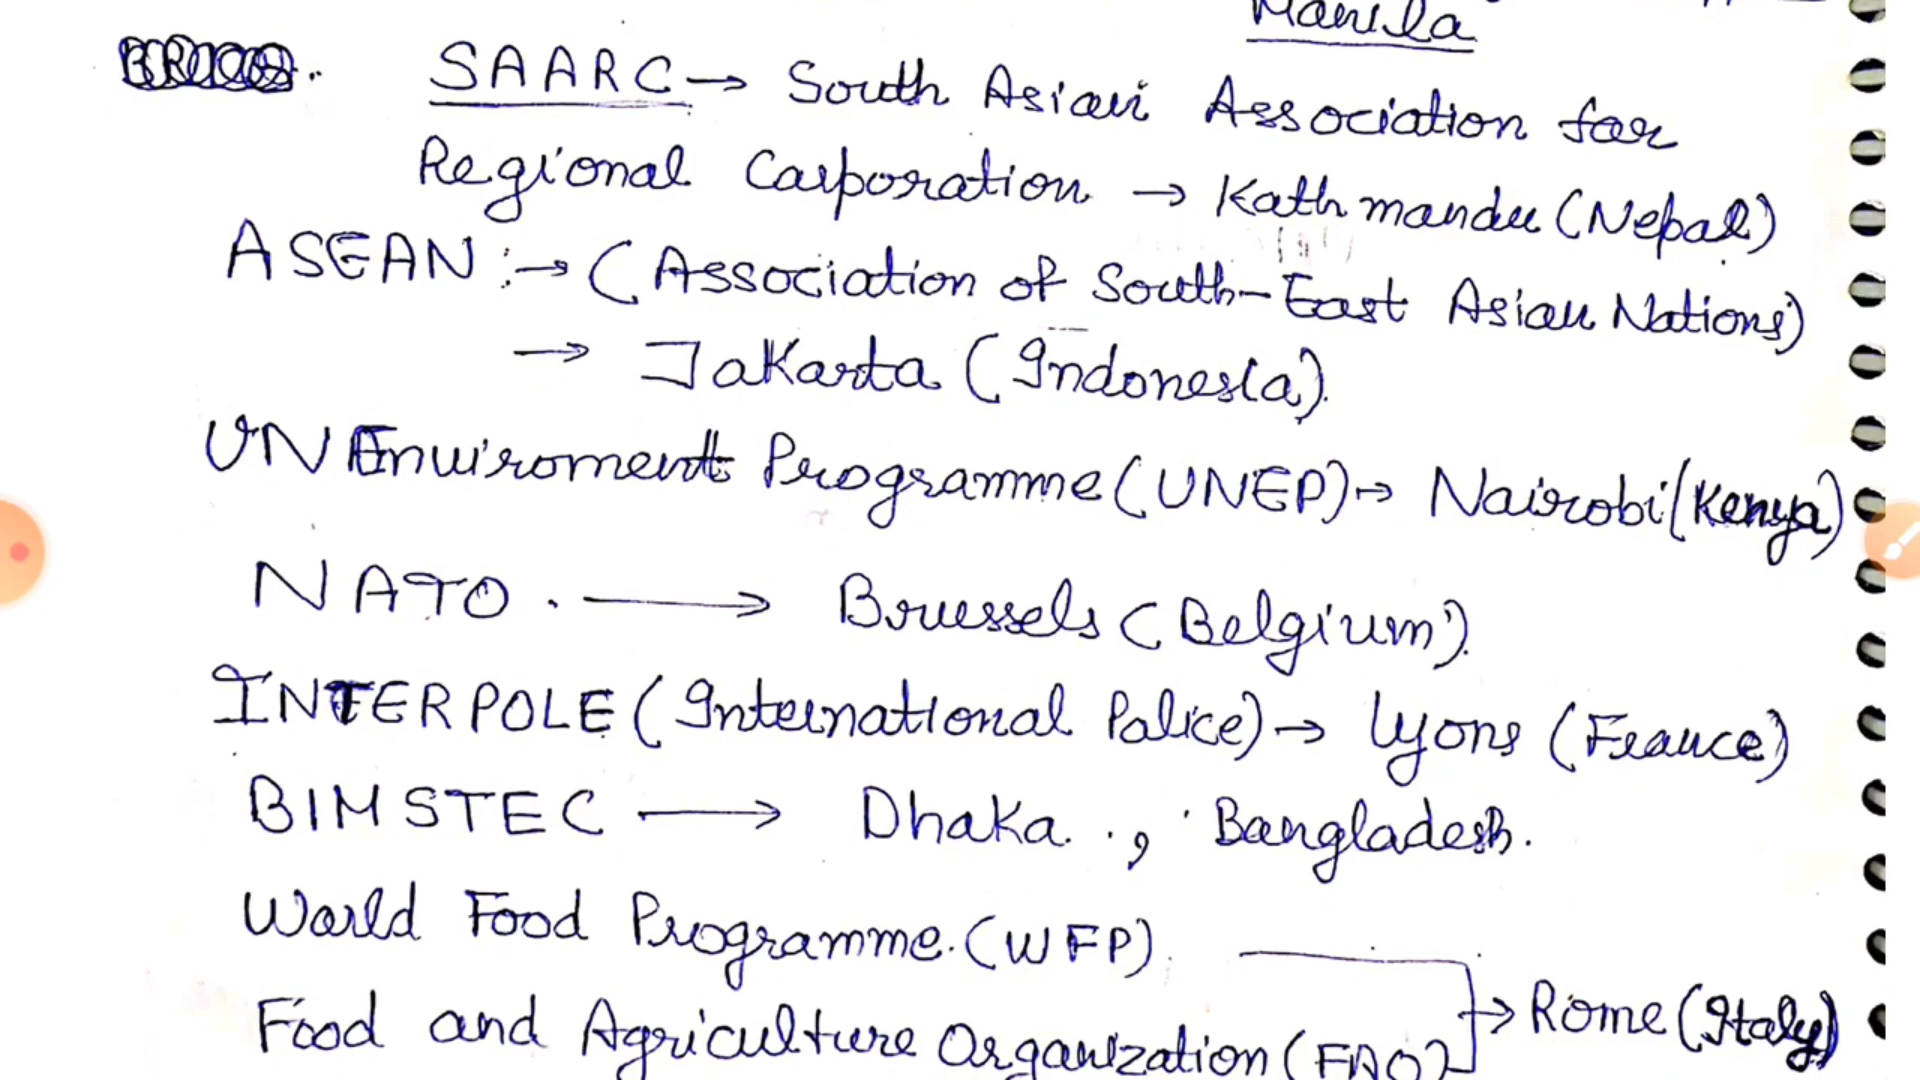 Manila
SAARC → South Asian Association for
Regional Corporation → Kathmandu (Nepal)
ASEAN :→ (Association of South-East Asian Nations)
→ Jakarta (Indonesia).
UN Enviroment Programme (UNEP) → Nairobi (Kenya)
NATO. → Brussels (Belgium).
INTERPOLE (International Police) → Lyons (France)
BIMSTEC → Dhaka., Bangladesh.
World Food Programme. (WFP).
Food and Agriculture Organization (FAO) → Rome (Italy)